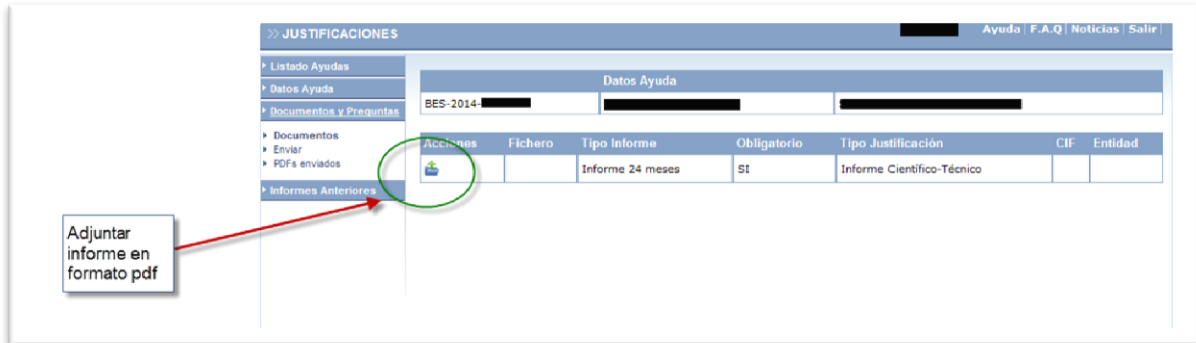 >> JUSTIFICACIONES
Ayuda | F.A.Q | Noticias | Salir |
Listado Ayudas
Datos Ayuda
Documentos y Preguntas
Documentos
Enviar
PDFs enviados
Informes Anteriores
Datos Ayuda
BES-2014-
Acciones Fichero Tipo Informe Obligatorio Tipo Justificación CIF Entidad
Informe 24 meses SI Informe Científico-Técnico
Adjuntar
informe en
formato pdf